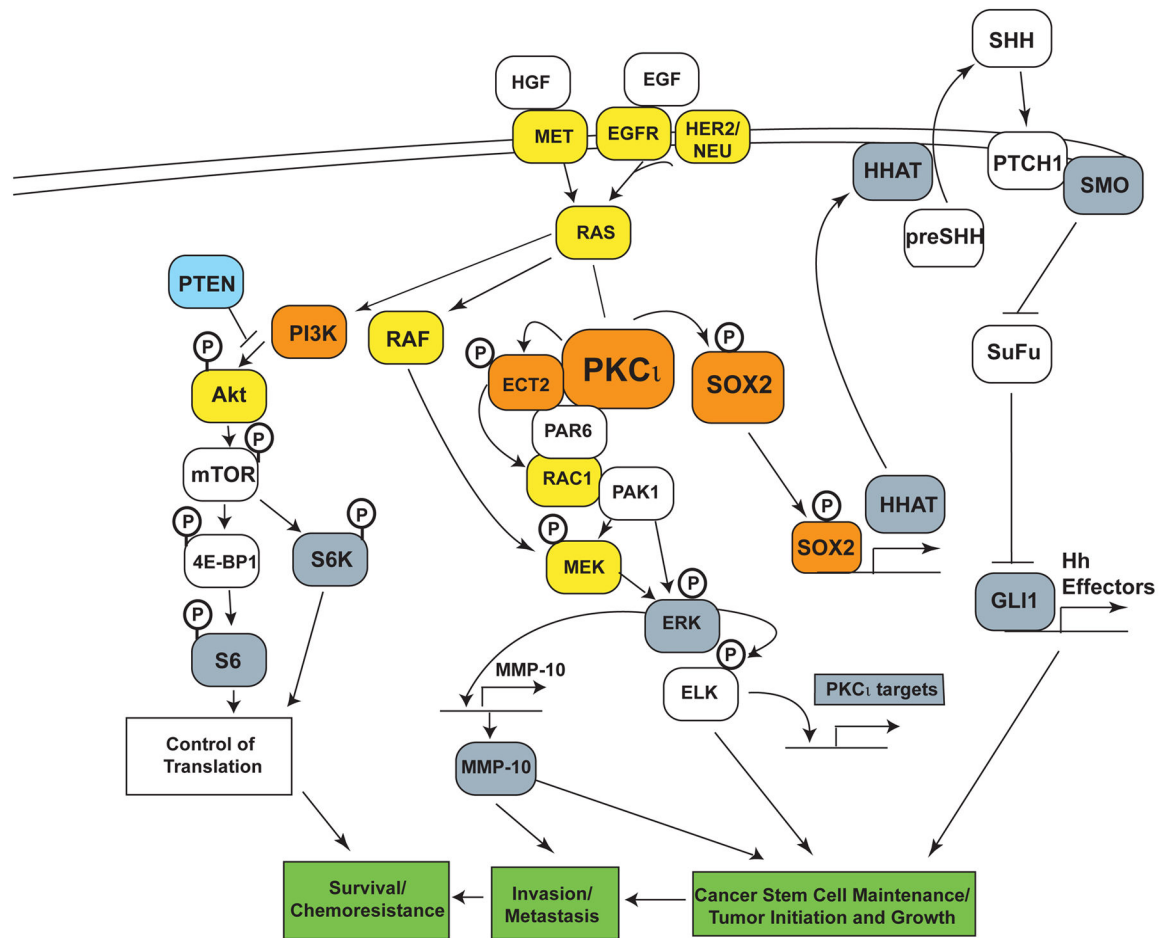 SHH
HGF
EGF
MET
EGFR
HER2/
NEU
HHAT
PTCH1
SMO
RAS
preSHH
PTEN
PI3K
RAF
P
P
P
ECT2
PKCι
SOX2
SuFu
Akt
PAR6
P
mTOR
RAC1
PAK1
HHAT
P
P
P
P
4E-BP1
S6K
MEK
SOX2
Hh
Effectors
P
GLI1
P
ERK
S6
P
MMP-10
ELK
PKCι targets
Control of
Translation
MMP-10
Survival/
Chemoresistance
Invasion/
Metastasis
Cancer Stem Cell Maintenance/
Tumor Initiation and Growth